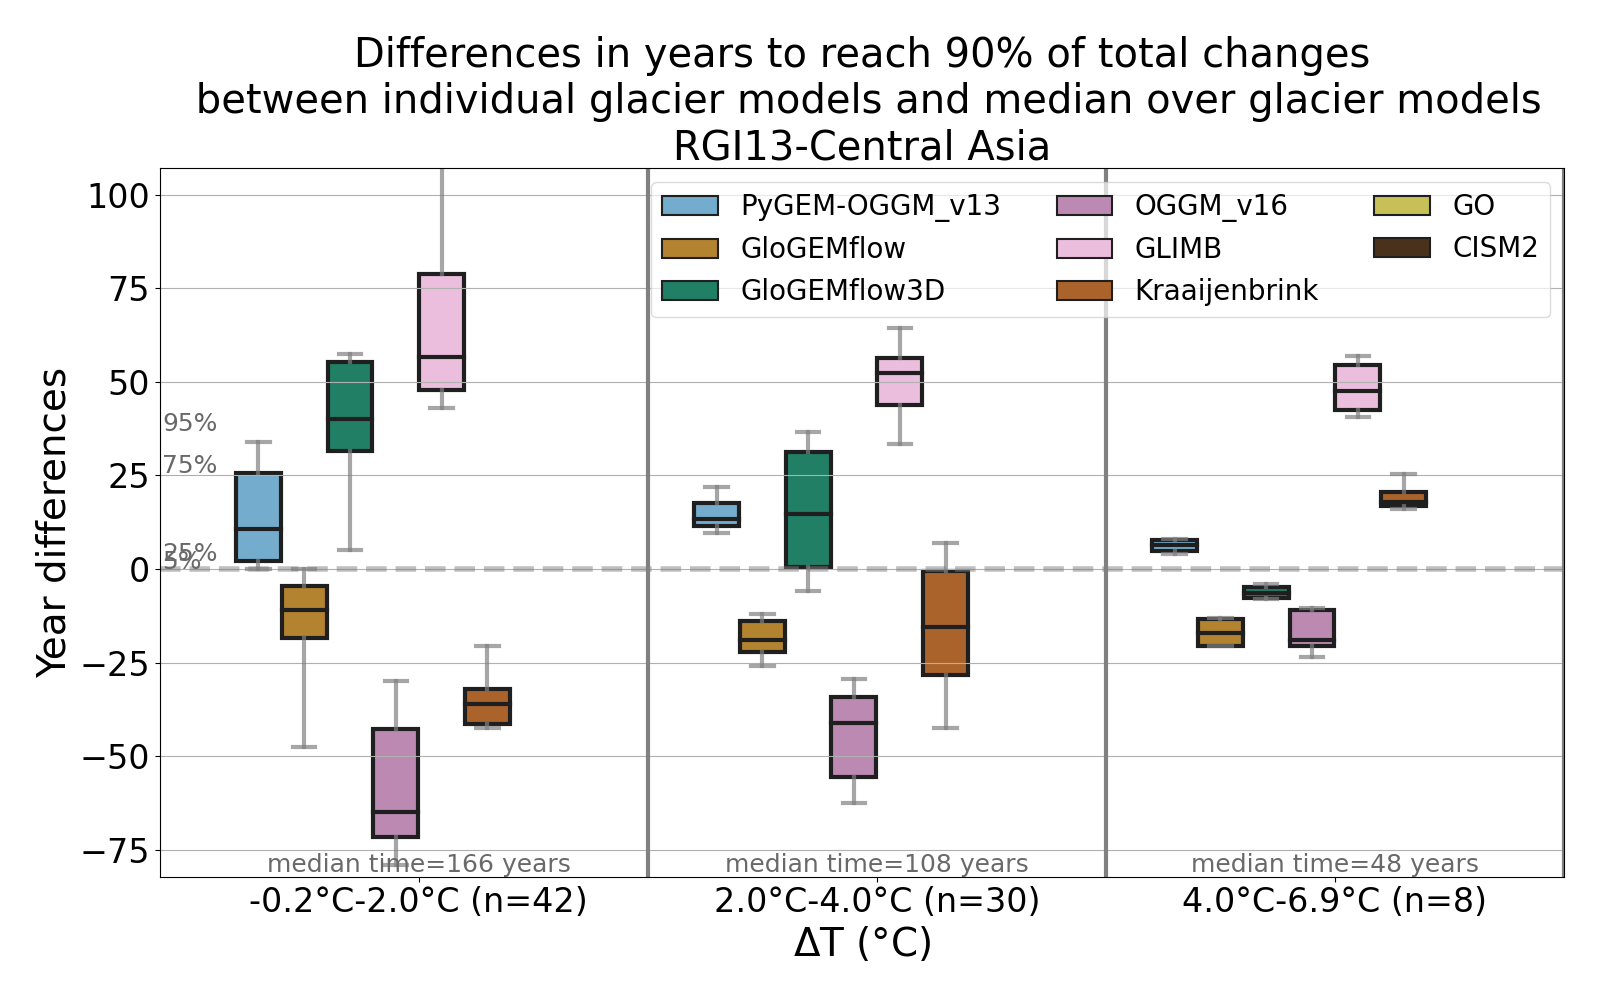 Differences in years to reach 90% of total changes
between individual glacier models and median over glacier models
RGI13-Central Asia
Year differences
100
75
50
25
0
−25
−50
−75
95%
75%
25%
5%
PyGEM-OGGM_v13
GloGEMflow
GloGEMflow3D
OGGM_v16
GLIMB
Kraaijenbrink
GO
CISM2
median time=166 years
median time=108 years
median time=48 years
-0.2°C-2.0°C (n=42)
2.0°C-4.0°C (n=30)
4.0°C-6.9°C (n=8)
ΔT (°C)